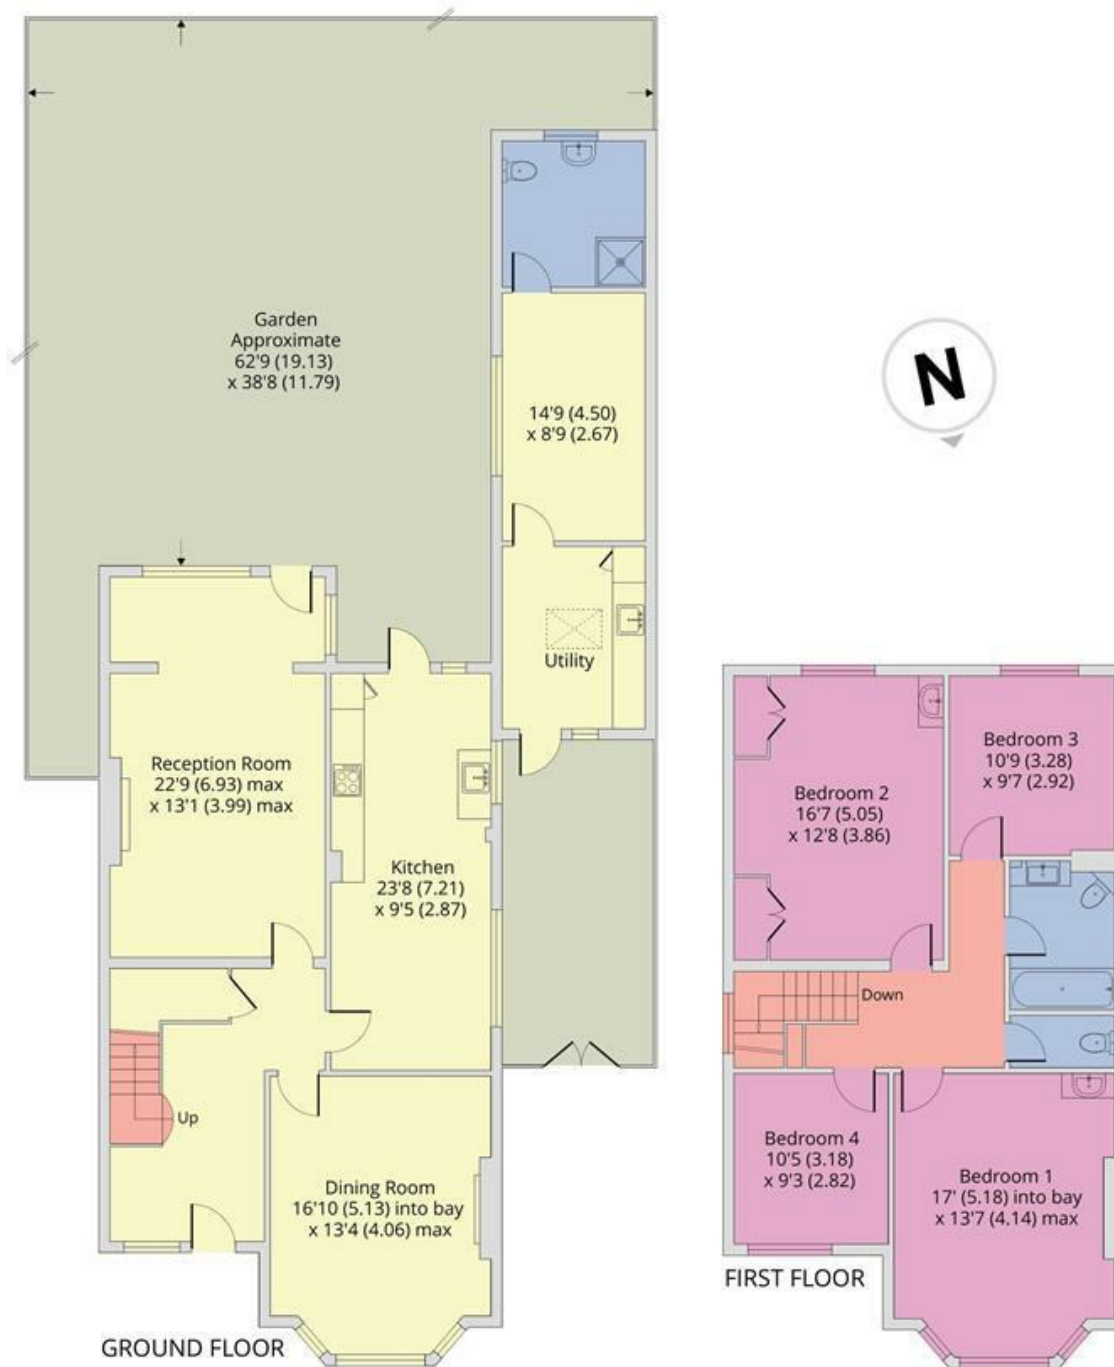 Garden
Approximate
62'9 (19.13)
x 38'8 (11.79)
14'9 (4.50)
x 8'9 (2.67)
N
Utility
Reception Room
22'9 (6.93) max
x 13'1 (3.99) max
Kitchen
23'8 (7.21)
x 9'5 (2.87)
Up
Dining Room
16'10 (5.13) into bay
x 13'4 (4.06) max
GROUND FLOOR
Bedroom 3
10'9 (3.28)
x 9'7 (2.92)
Bedroom 2
16'7 (5.05)
x 12'8 (3.86)
Down
Bedroom 4
10'5 (3.18)
x 9'3 (2.82)
Bedroom 1
17' (5.18) into bay
x 13'7 (4.14) max
FIRST FLOOR